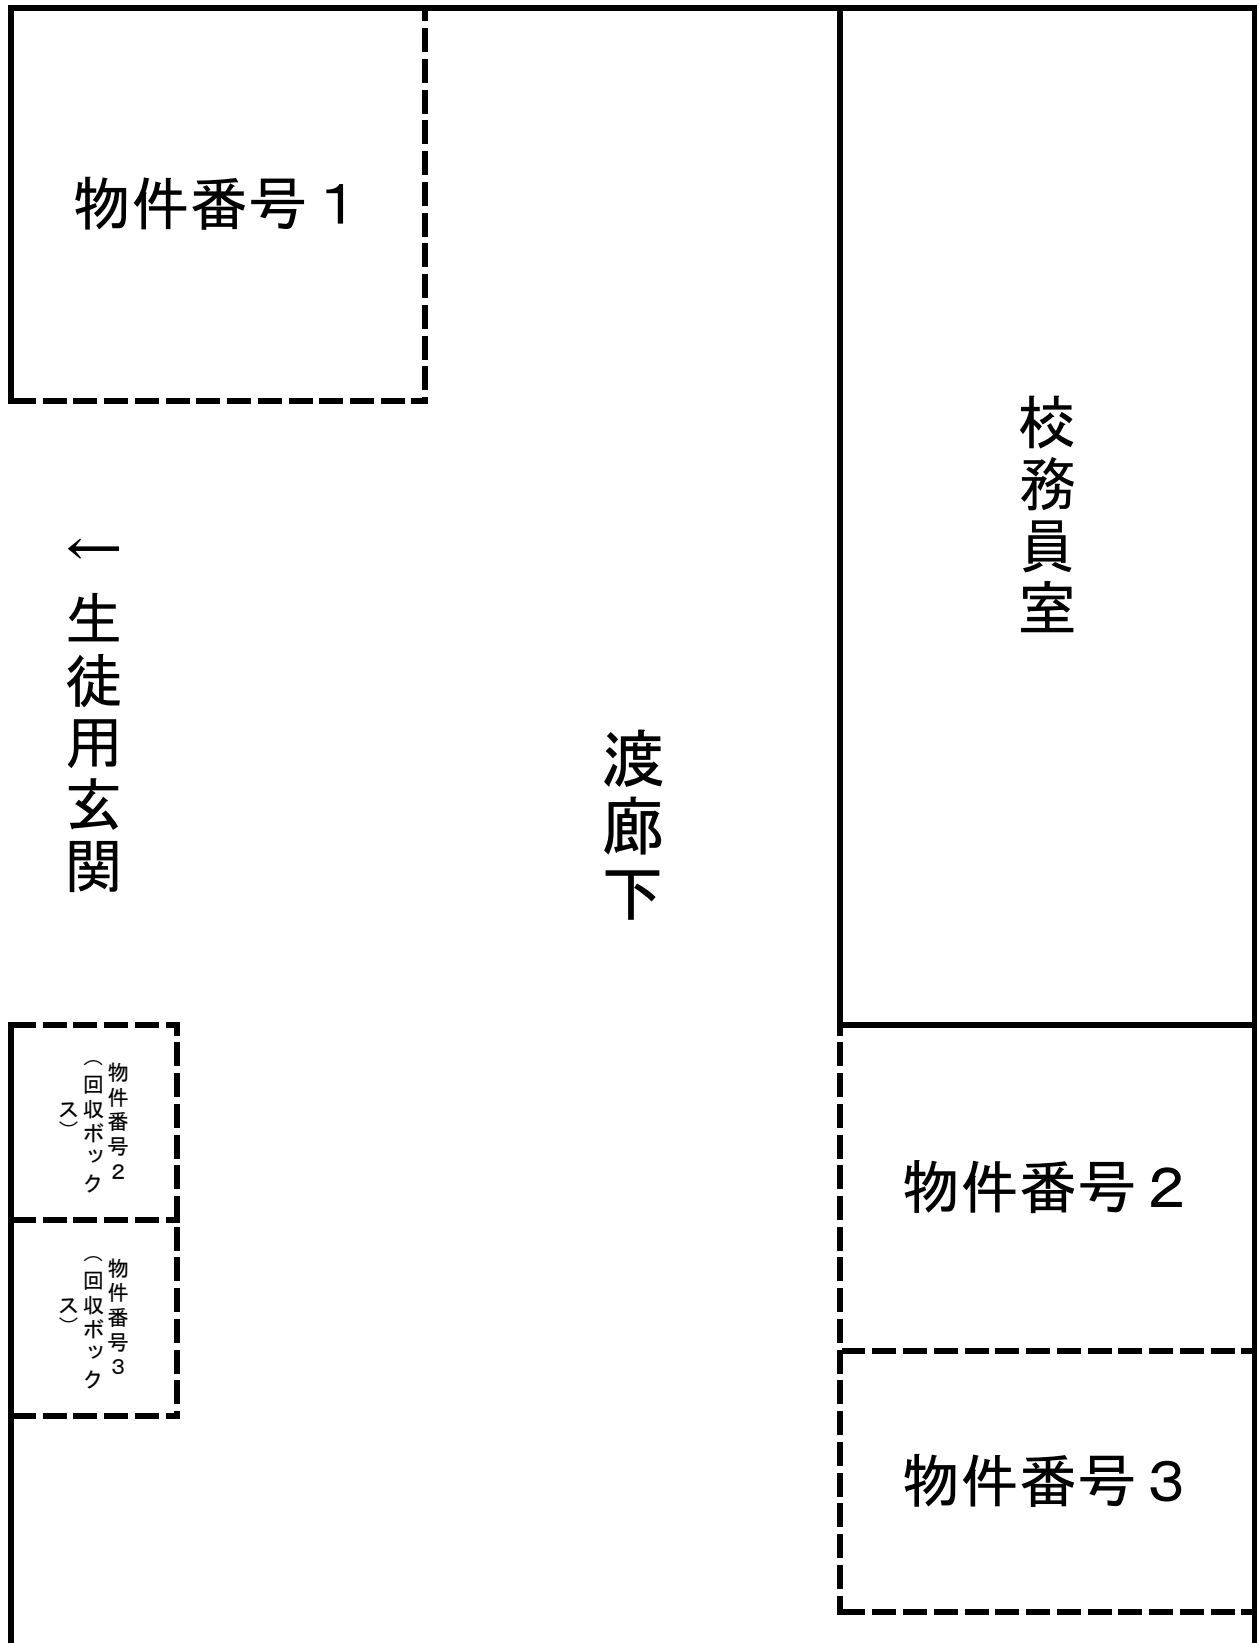 物件番号１
校務員室
←生徒用玄関
渡廊下
物件番号２
（回収ボック
ス）
物件番号２
物件番号３
（回収ボック
ス）
物件番号３